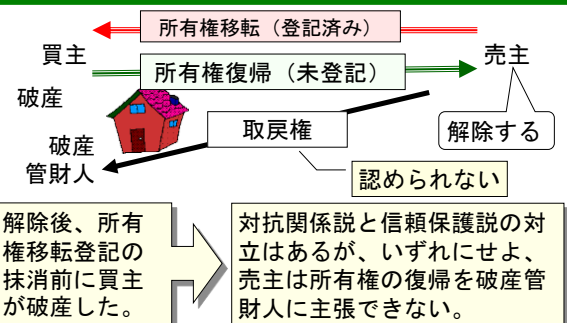 所有権移転（登記済み）
買主
売主
所有権復帰（未登記）
破産
取戻権
解除する
破産
管財人
認められない
解除後、所有
権移転登記の
抹消前に買主
が破産した。
対抗関係説と信頼保護説の対
立はあるが、いずれにせよ、
売主は所有権の復帰を破産管
財人に主張できない。